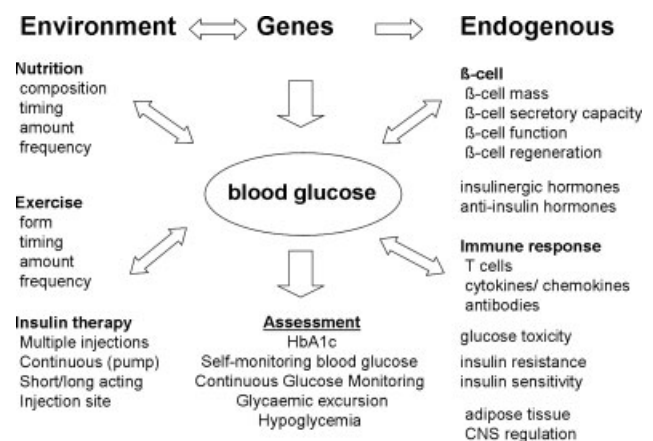 Environment Genes Endogenous
Nutrition
composition
timing
amount
frequency
Exercise
form
timing
amount
frequency
Insulin therapy
Multiple injections
Continuous (pump)
Short/long acting
Injection site
blood glucose
Assessment
HbA1c
Self-monitoring blood glucose
Continuous Glucose Monitoring
Glycaemic excursion
Hypoglycemia
ß-cell
ß-cell mass
ß-cell secretory capacity
ß-cell function
ß-cell regeneration
insulinergic hormones
anti-insulin hormones
Immune response
T cells
cytokines/ chemokines
antibodies
glucose toxicity
insulin resistance
insulin sensitivity
adipose tissue
CNS regulation